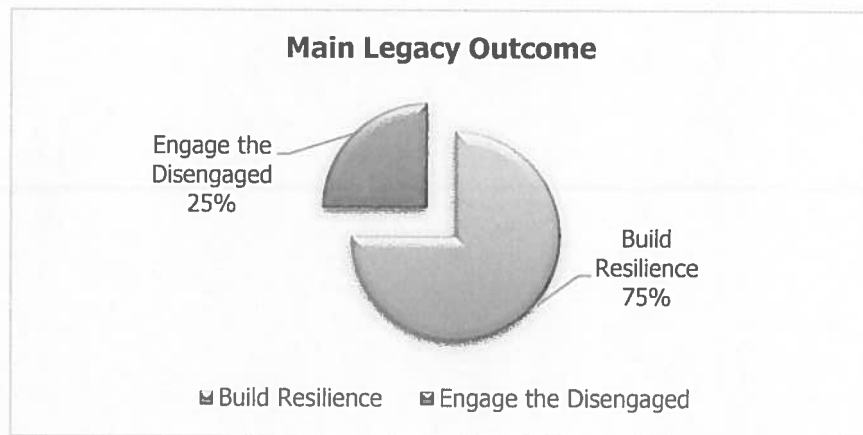 Main Legacy Outcome
Engage the
Disengaged
25%
Build
Resilience
75%
Build Resilience
Engage the Disengaged